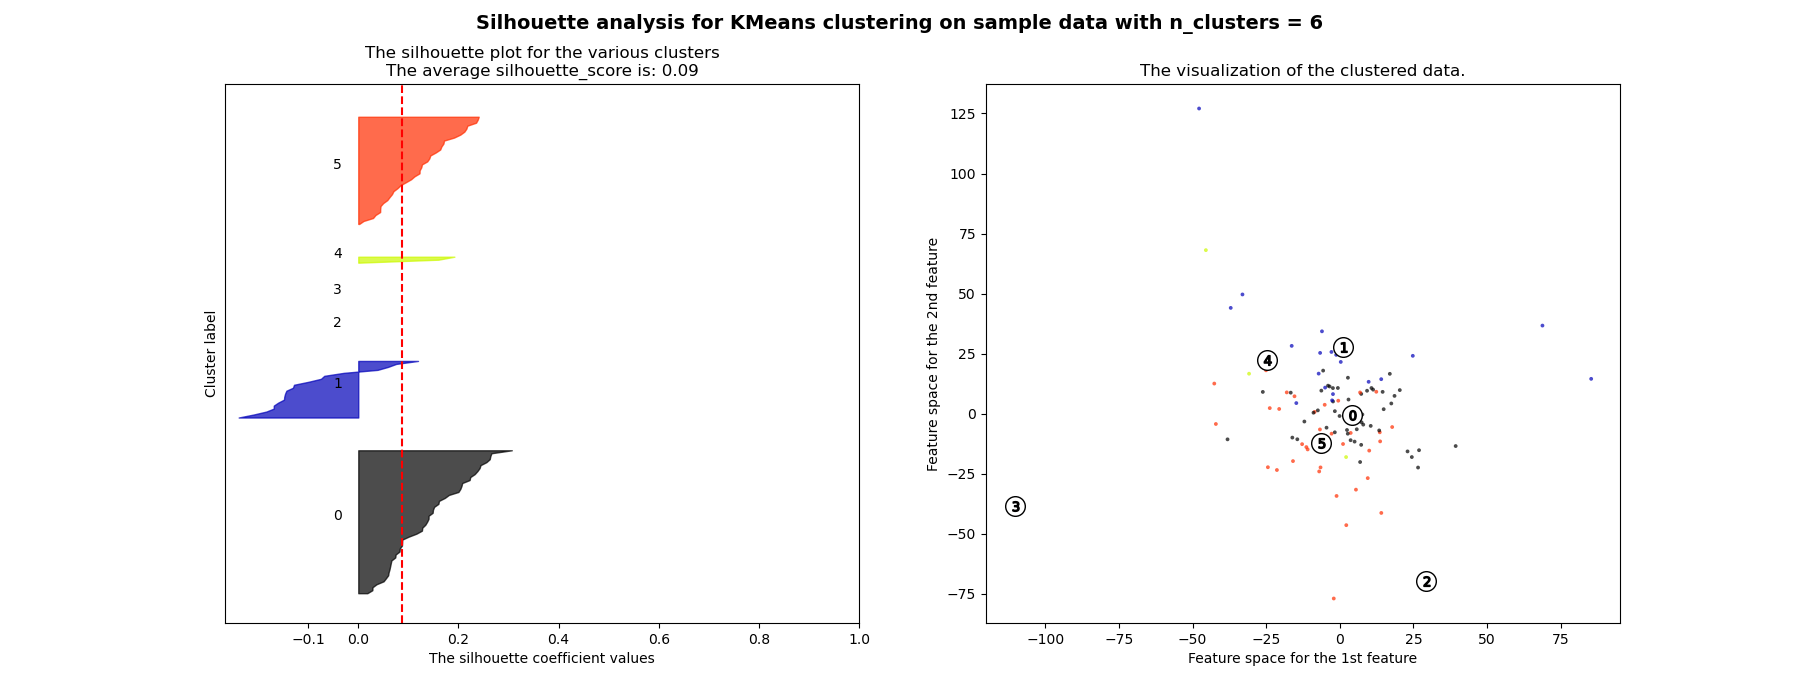 Silhouette analysis for KMeans clustering on sample data with n_clusters = 6
The silhouette plot for the various clusters
The average silhouette_score is: 0.09
5
4
3
2
1
0
Cluster label
−0.1 0.0 0.2 0.4 0.6 0.8 1.0
The silhouette coefficient values
The visualization of the clustered data.
125
100
75
50
25
0
−25
−50
−75
Feature space for the 2nd feature
1
4
0
5
3
2
−100 −75 −50 −25 0 25 50 75
Feature space for the 1st feature